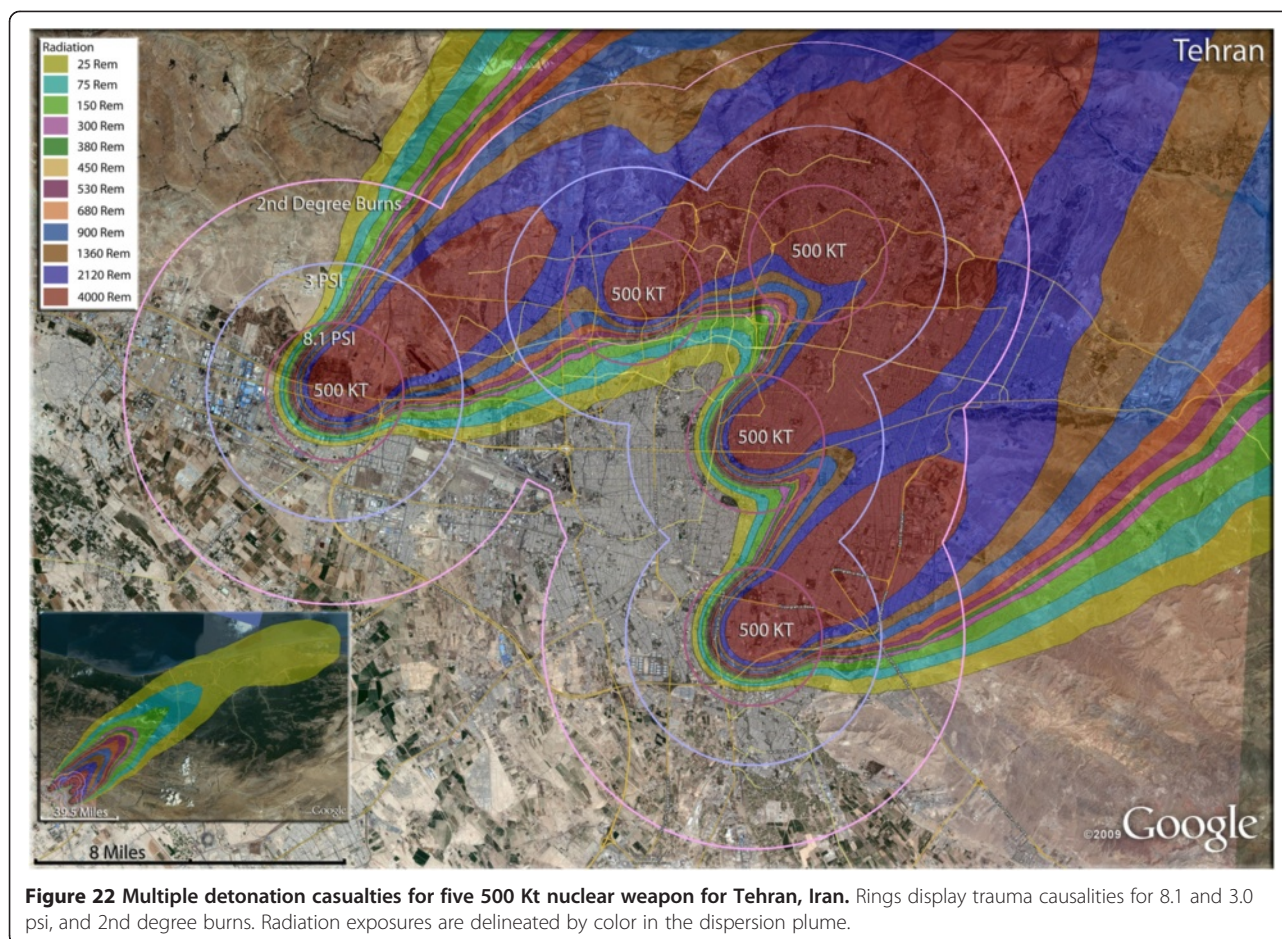 Radiation
25 Rem
75 Rem
150 Rem
300 Rem
380 Rem
450 Rem
530 Rem
680 Rem
900 Rem
1360 Rem
2120 Rem
4000 Rem
Tehran
2nd Degree Burns
3 PSI
8.1 PSI
500 KT
500 KT
500 KT
500 KT
500 KT
39.5 Miles
Google
8 Miles
©2009 Google
Figure 22 Multiple detonation casualties for five 500 Kt nuclear weapon for Tehran, Iran. Rings display trauma causalities for 8.1 and 3.0
psi, and 2nd degree burns. Radiation exposures are delineated by color in the dispersion plume.